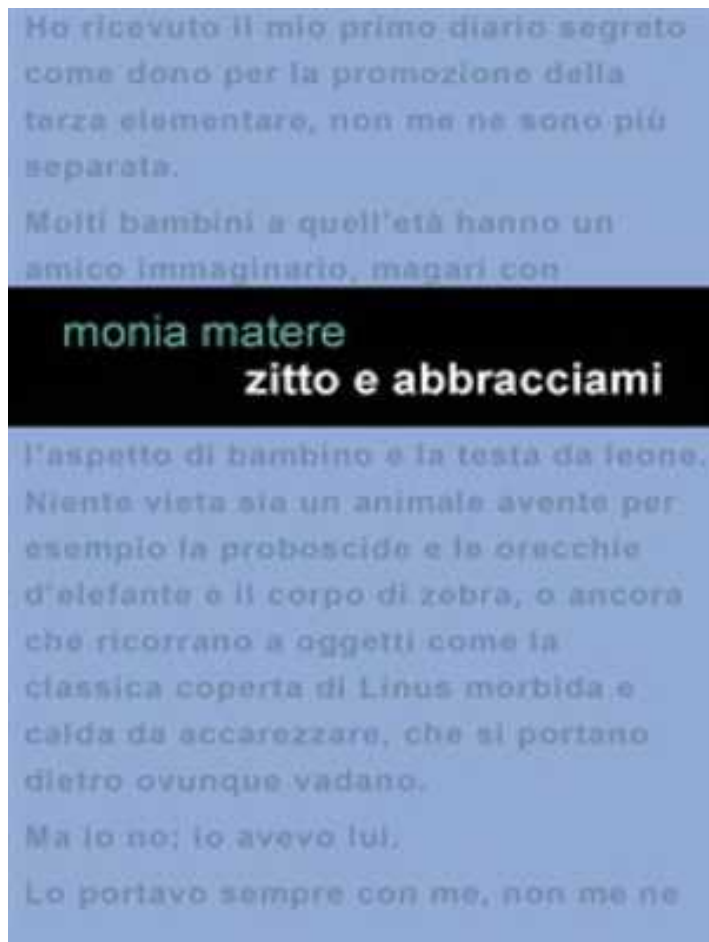 Ho ricevuto il mio primo diario segreto
come dono per la promozione della
terza elementare, non me ne sono più
separata.
Molti bambini a quell'età hanno un
amico immaginario, magari con
monia matere
zitto e abbracciami
l'aspetto di bambino e la testa da leone.
Niente vieta sia un animale avente per
esempio la proboscide e le orecchie
d'elefante e il corpo di zebra, o ancora
che ricorrano a oggetti come la
classica coperta di Linus morbida e
calda da accarezzare, che si portano
dietro ovunque vadano.
Ma io no; io avevo lui.
Lo portavo sempre con me, non me ne